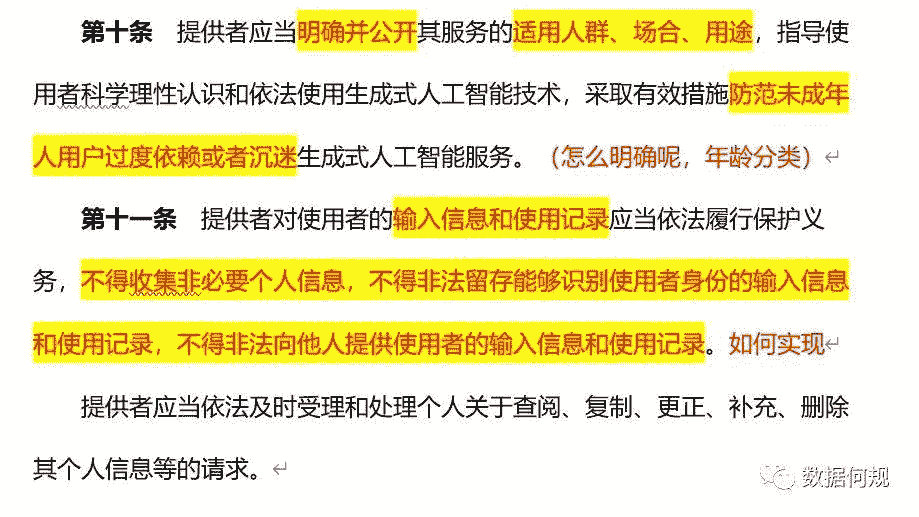 第十条 提供者应当明确并公开其服务的适用人群、场合、用途，指导使
用者科学理性认识和依法使用生成式人工智能技术，采取有效措施防范未成年
人用户过度依赖或者沉迷生成式人工智能服务。（怎么明确呢，年龄分类）↵
第十一条 提供者对使用者的输入信息和使用记录应当依法履行保护义
务，不得收集非必要个人信息，不得非法留存能够识别使用者身份的输入信息
和使用记录，不得非法向他人提供使用者的输入信息和使用记录。如何实现↵
提供者应当依法及时受理和处理个人关于查阅、复制、更正、补充、删除
其个人信息等的请求。↵
数据何规